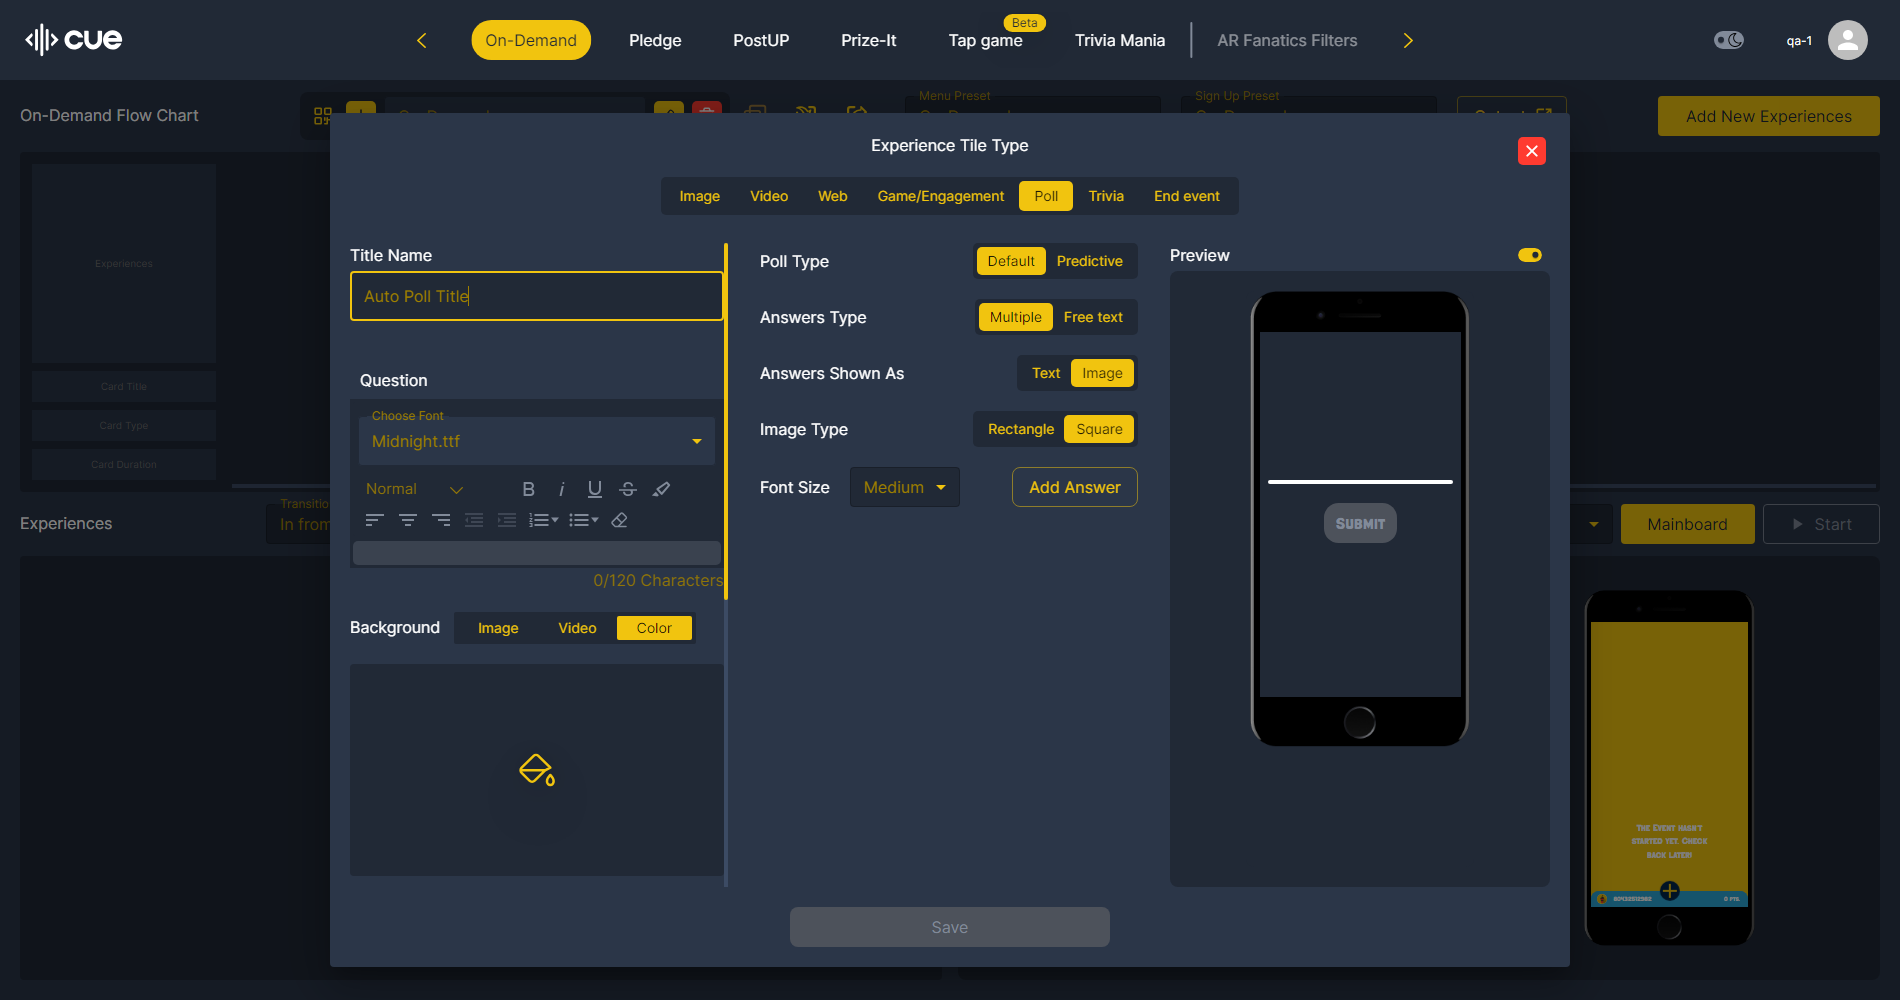 cue
On-Demand
Pledge
PostUP
Prize-It
Tap game
Beta
Trivia Mania
AR Fanatics Filters
qa-1
On-Demand Flow Chart
Menu Preset
Sign Up Preset
Add New Experiences
Experience Tile Type
Image
Video
Web
Game/Engagement
Poll
Trivia
End event
Experiences
Card Title
Card Type
Card Duration
Title Name
Auto Poll Title
Question
Choose Font
Midnight.ttf
Normal
0/120 Characters
Background
Image
Video
Color
Poll Type
Default
Predictive
Answers Type
Multiple
Free text
Answers Shown As
Text
Image
Image Type
Rectangle
Square
Font Size
Medium
Add Answer
Preview
Submit
Save
Experiences
In from
Mainboard
Start
The Event hasn't
started yet. Check
back later!
0 pts.